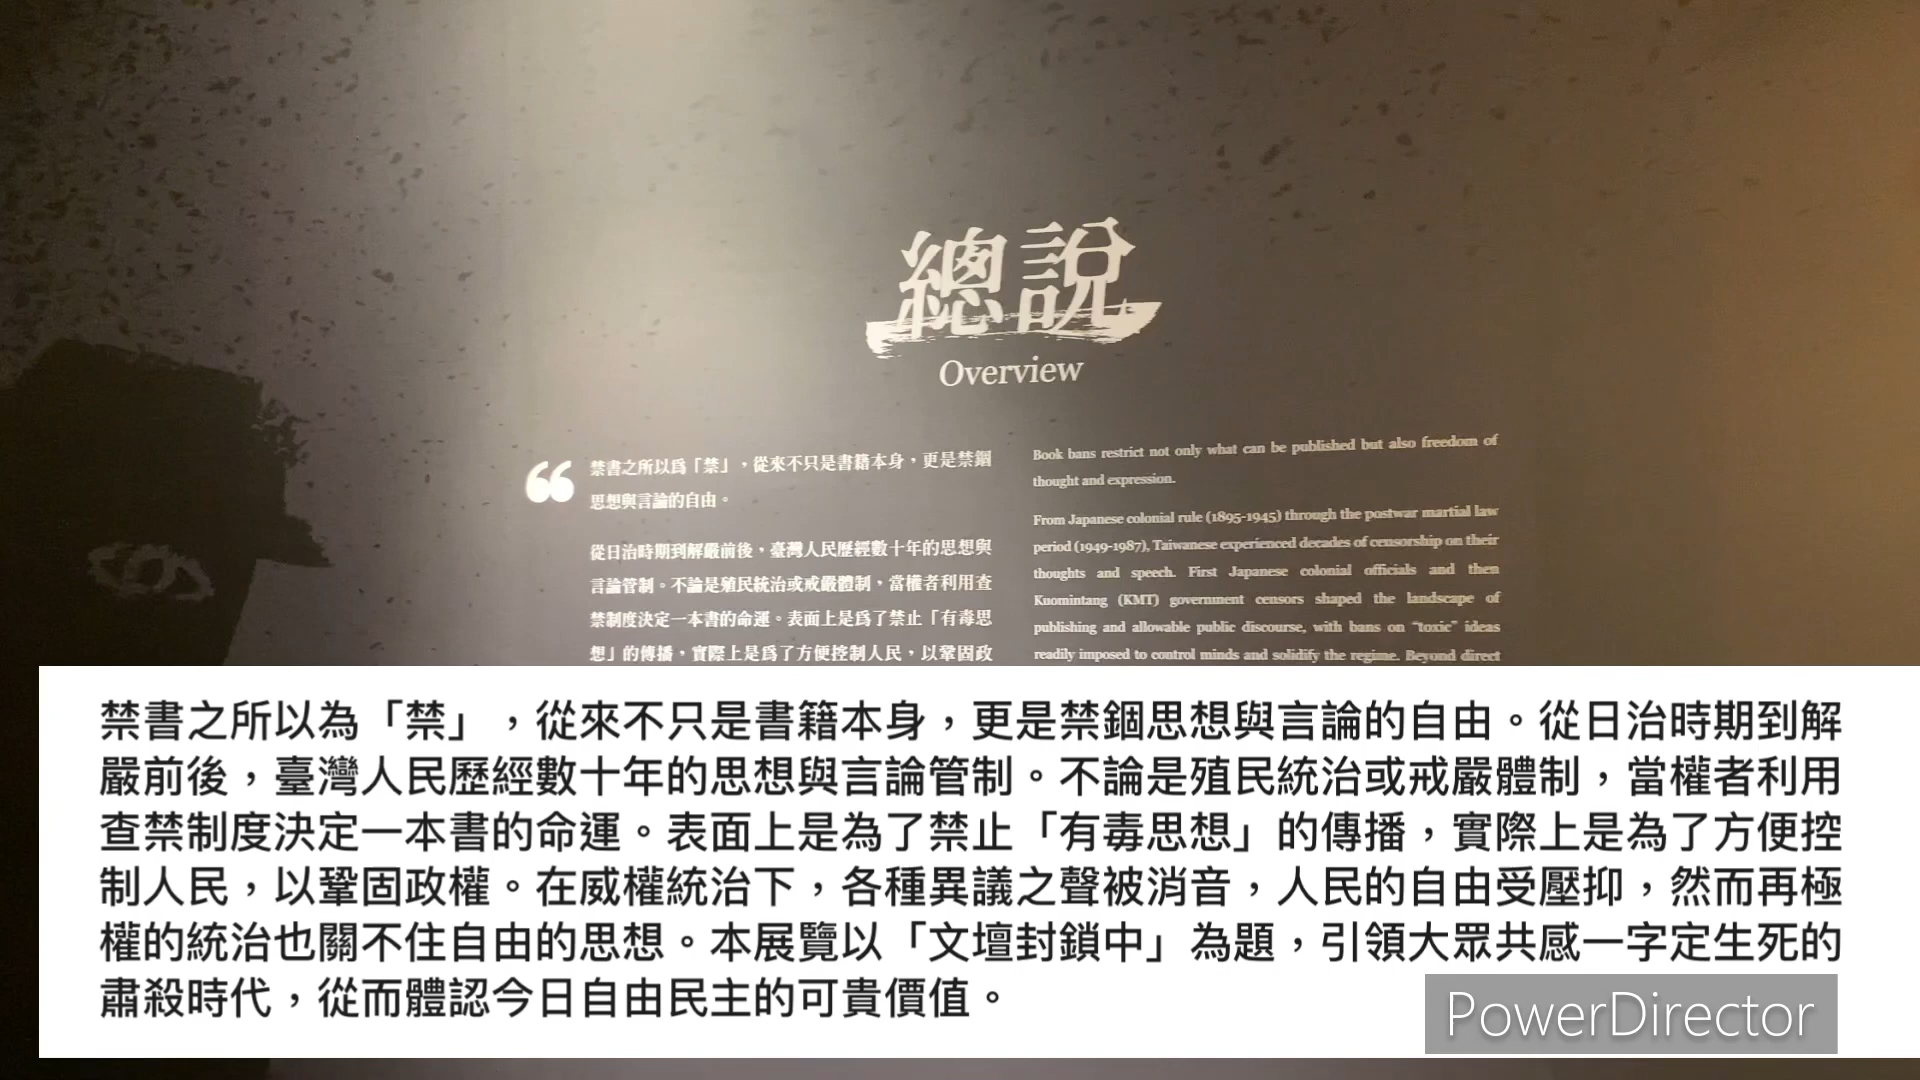 總說
Overview
禁書之所以爲「禁」，從來不只是書籍本身，更是禁錮
思想與言論的自由。
從日治時期到解嚴前後，臺灣人民歷經數十年的思想與
言論管制。不論是殖民統治或戒嚴體制，當權者利用查
禁制度決定一本書的命運。表面上是爲了禁止「有毒思
想」的傳播，實際上是爲了方便控制人民，以鞏固政
Book bans restrict not only what can be published but also freedom of
thought and expression.
From Japanese colonial rule (1895-1945) through the postwar martial law
period (1949-1987), Taiwanese experienced decades of censorship on their
thoughts and speech. First Japanese colonial officials and then
Kuomintang (KMT) government censors shaped the landscape of
publishing and allowable public discourse, with bans on “toxic” ideas
readily imposed to control minds and solidify the regime. Beyond direct
禁書之所以為「禁」，從來不只是書籍本身，更是禁錮思想與言論的自由。從日治時期到解
嚴前後，臺灣人民歷經數十年的思想與言論管制。不論是殖民統治或戒嚴體制，當權者利用
查禁制度決定一本書的命運。表面上是為了禁止「有毒思想」的傳播，實際上是為了方便控
制人民，以鞏固政權。在威權統治下，各種異議之聲被消音，人民的自由受壓抑，然而再極
權的統治也關不住自由的思想。本展覽以「文壇封鎖中」為題，引領大眾共感一字定生死的
肅殺時代，從而體認今日自由民主的可貴價值。
PowerDirector